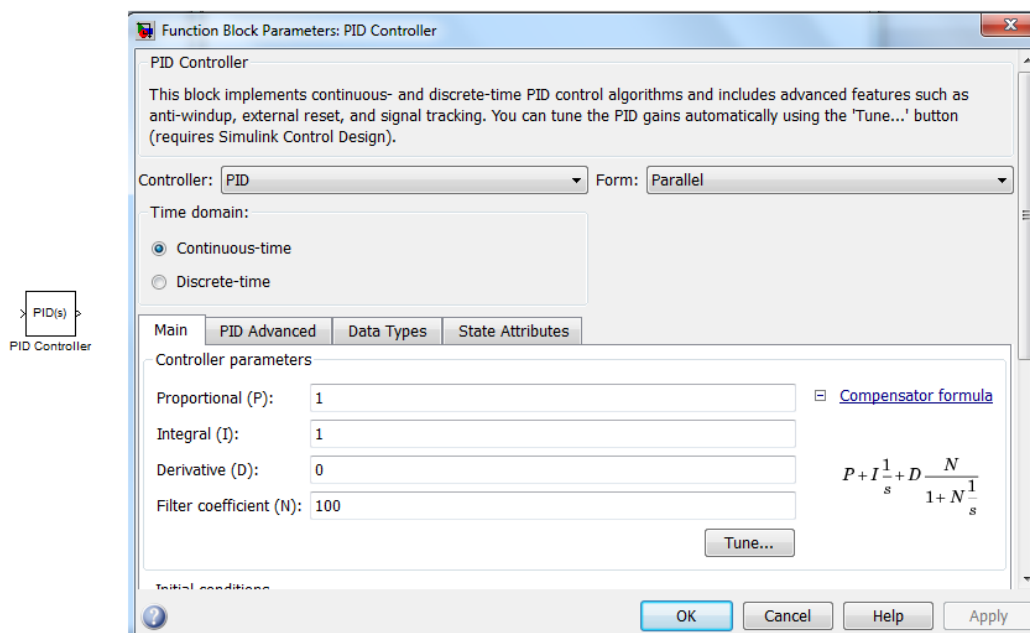 Function Block Parameters: PID Controller
PID Controller
This block implements continuous- and discrete-time PID control algorithms and includes advanced features such as
anti-windup, external reset, and signal tracking. You can tune the PID gains automatically using the 'Tune...' button
(requires Simulink Control Design).
Controller: PID Form: Parallel
Time domain:
Continuous-time
Discrete-time
PID(s)
PID Controller
Main PID Advanced Data Types State Attributes
Controller parameters
Proportional (P): 1 Compensator formula
Integral (I): 1
Derivative (D): 0
P + I 1/s + D N/(1 + N 1/s)
Filter coefficient (N): 100
Tune...
Initial conditions
OK Cancel Help Apply